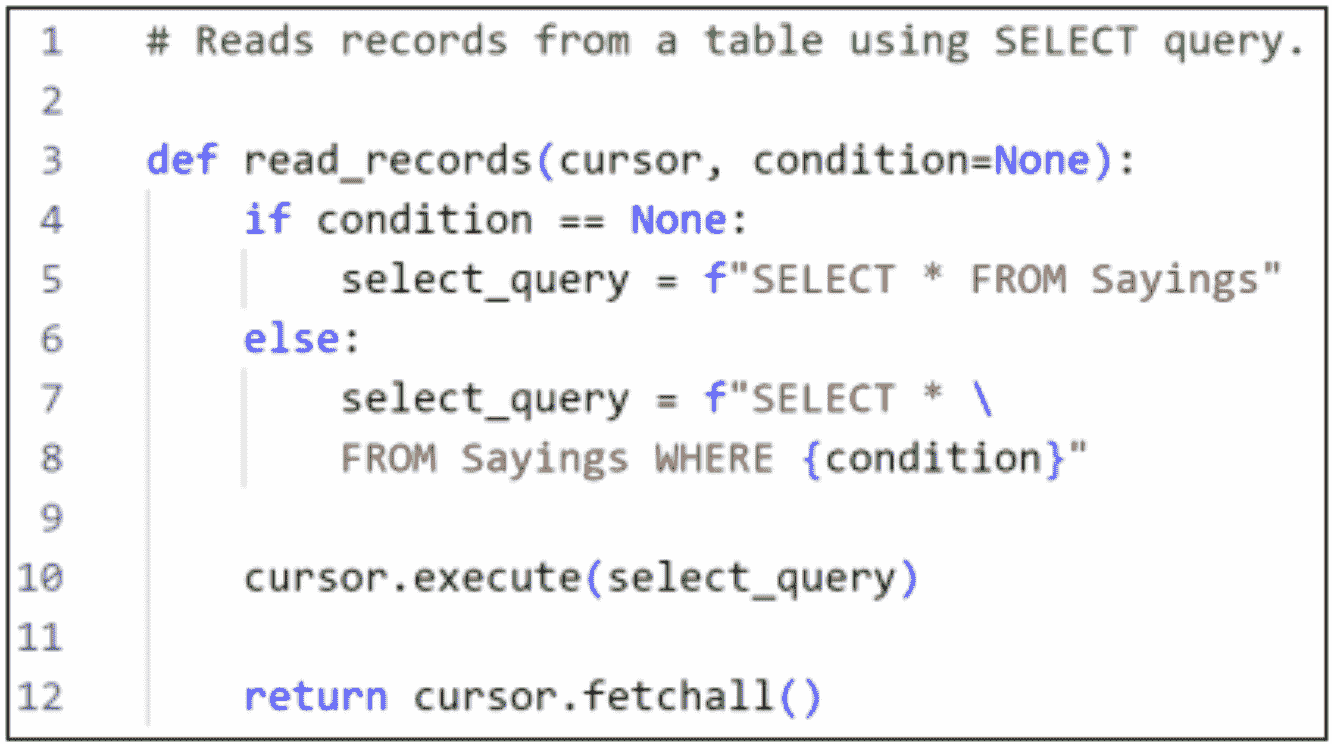 1 # Reads records from a table using SELECT query.
2
3 def read_records(cursor, condition=None):
4 if condition == None:
5 select_query = f"SELECT * FROM Sayings"
6 else:
7 select_query = f"SELECT * \
8 FROM Sayings WHERE {condition}"
9
10 cursor.execute(select_query)
11
12 return cursor.fetchall()